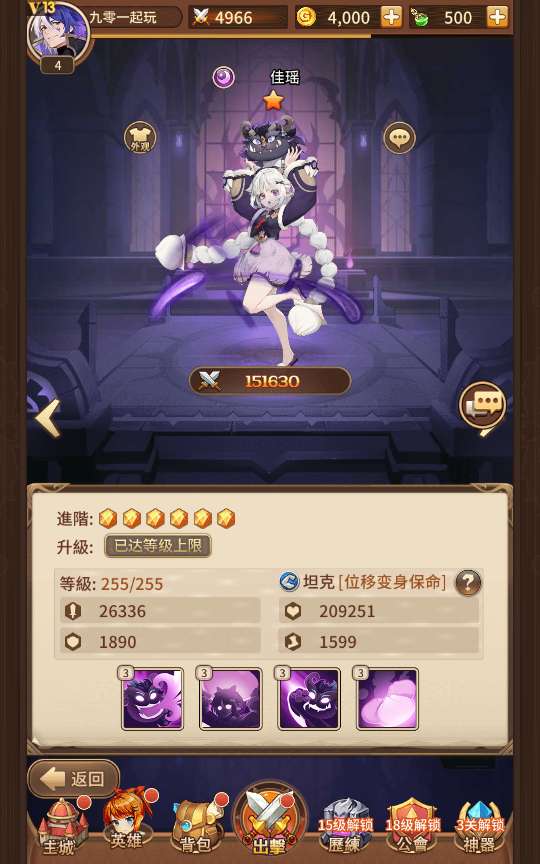 V13
九零一起玩
4966
G 4,000
500
4
佳瑶
外观
151630
進階:
升級: 已达等级上限
等級: 255/255
坦克 [位移变身保命] ?
26336
209251
1890
1599
3 3 3 3
返回
主城
英雄
背包
出擊
15级解锁
歷練
18級解锁
公會
3关解锁
神器